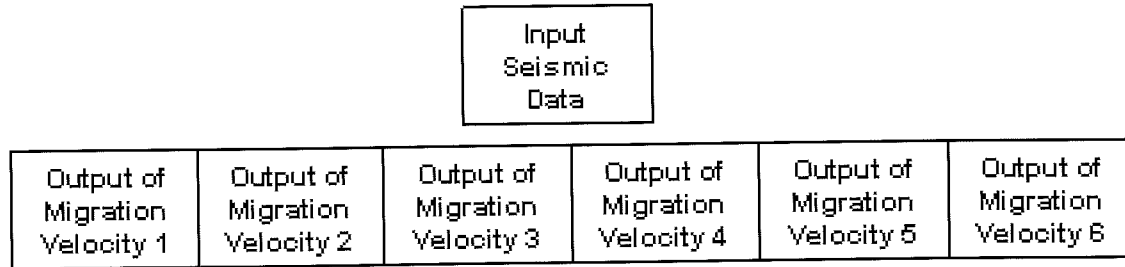 Input
Seismic
Data
Output of
Migration
Velocity 1
Output of
Migration
Velocity 2
Output of
Migration
Velocity 3
Output of
Migration
Velocity 4
Output of
Migration
Velocity 5
Output of
Migration
Velocity 6